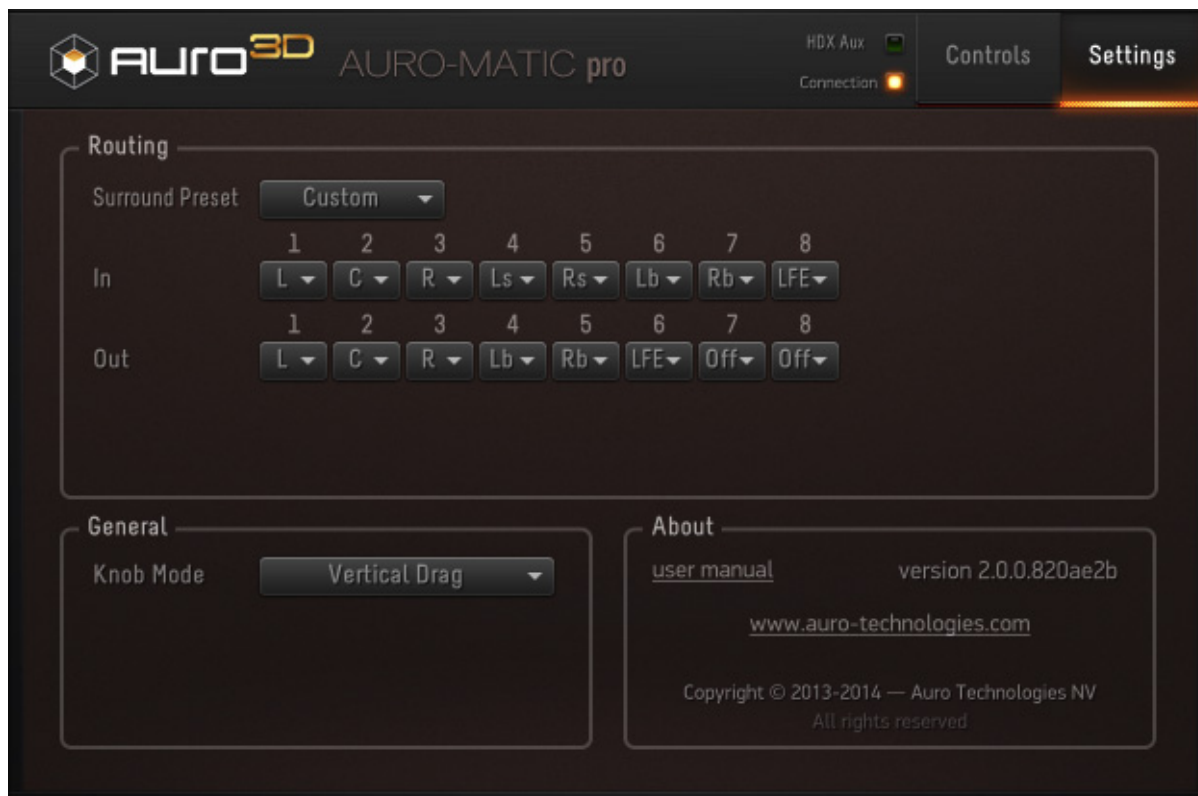 AURO 3D AURO-MATIC pro
HDX Aux
Connection
Controls
Settings
Routing
Surround Preset Custom
1 2 3 4 5 6 7 8
In L C R Ls Rs Lb Rb LFE
1 2 3 4 5 6 7 8
Out L C R Lb Rb LFE Off Off
General
Knob Mode Vertical Drag
About
user manual version 2.0.0.820ae2b
www.auro-technologies.com
Copyright © 2013-2014 — Auro Technologies NV
All rights reserved